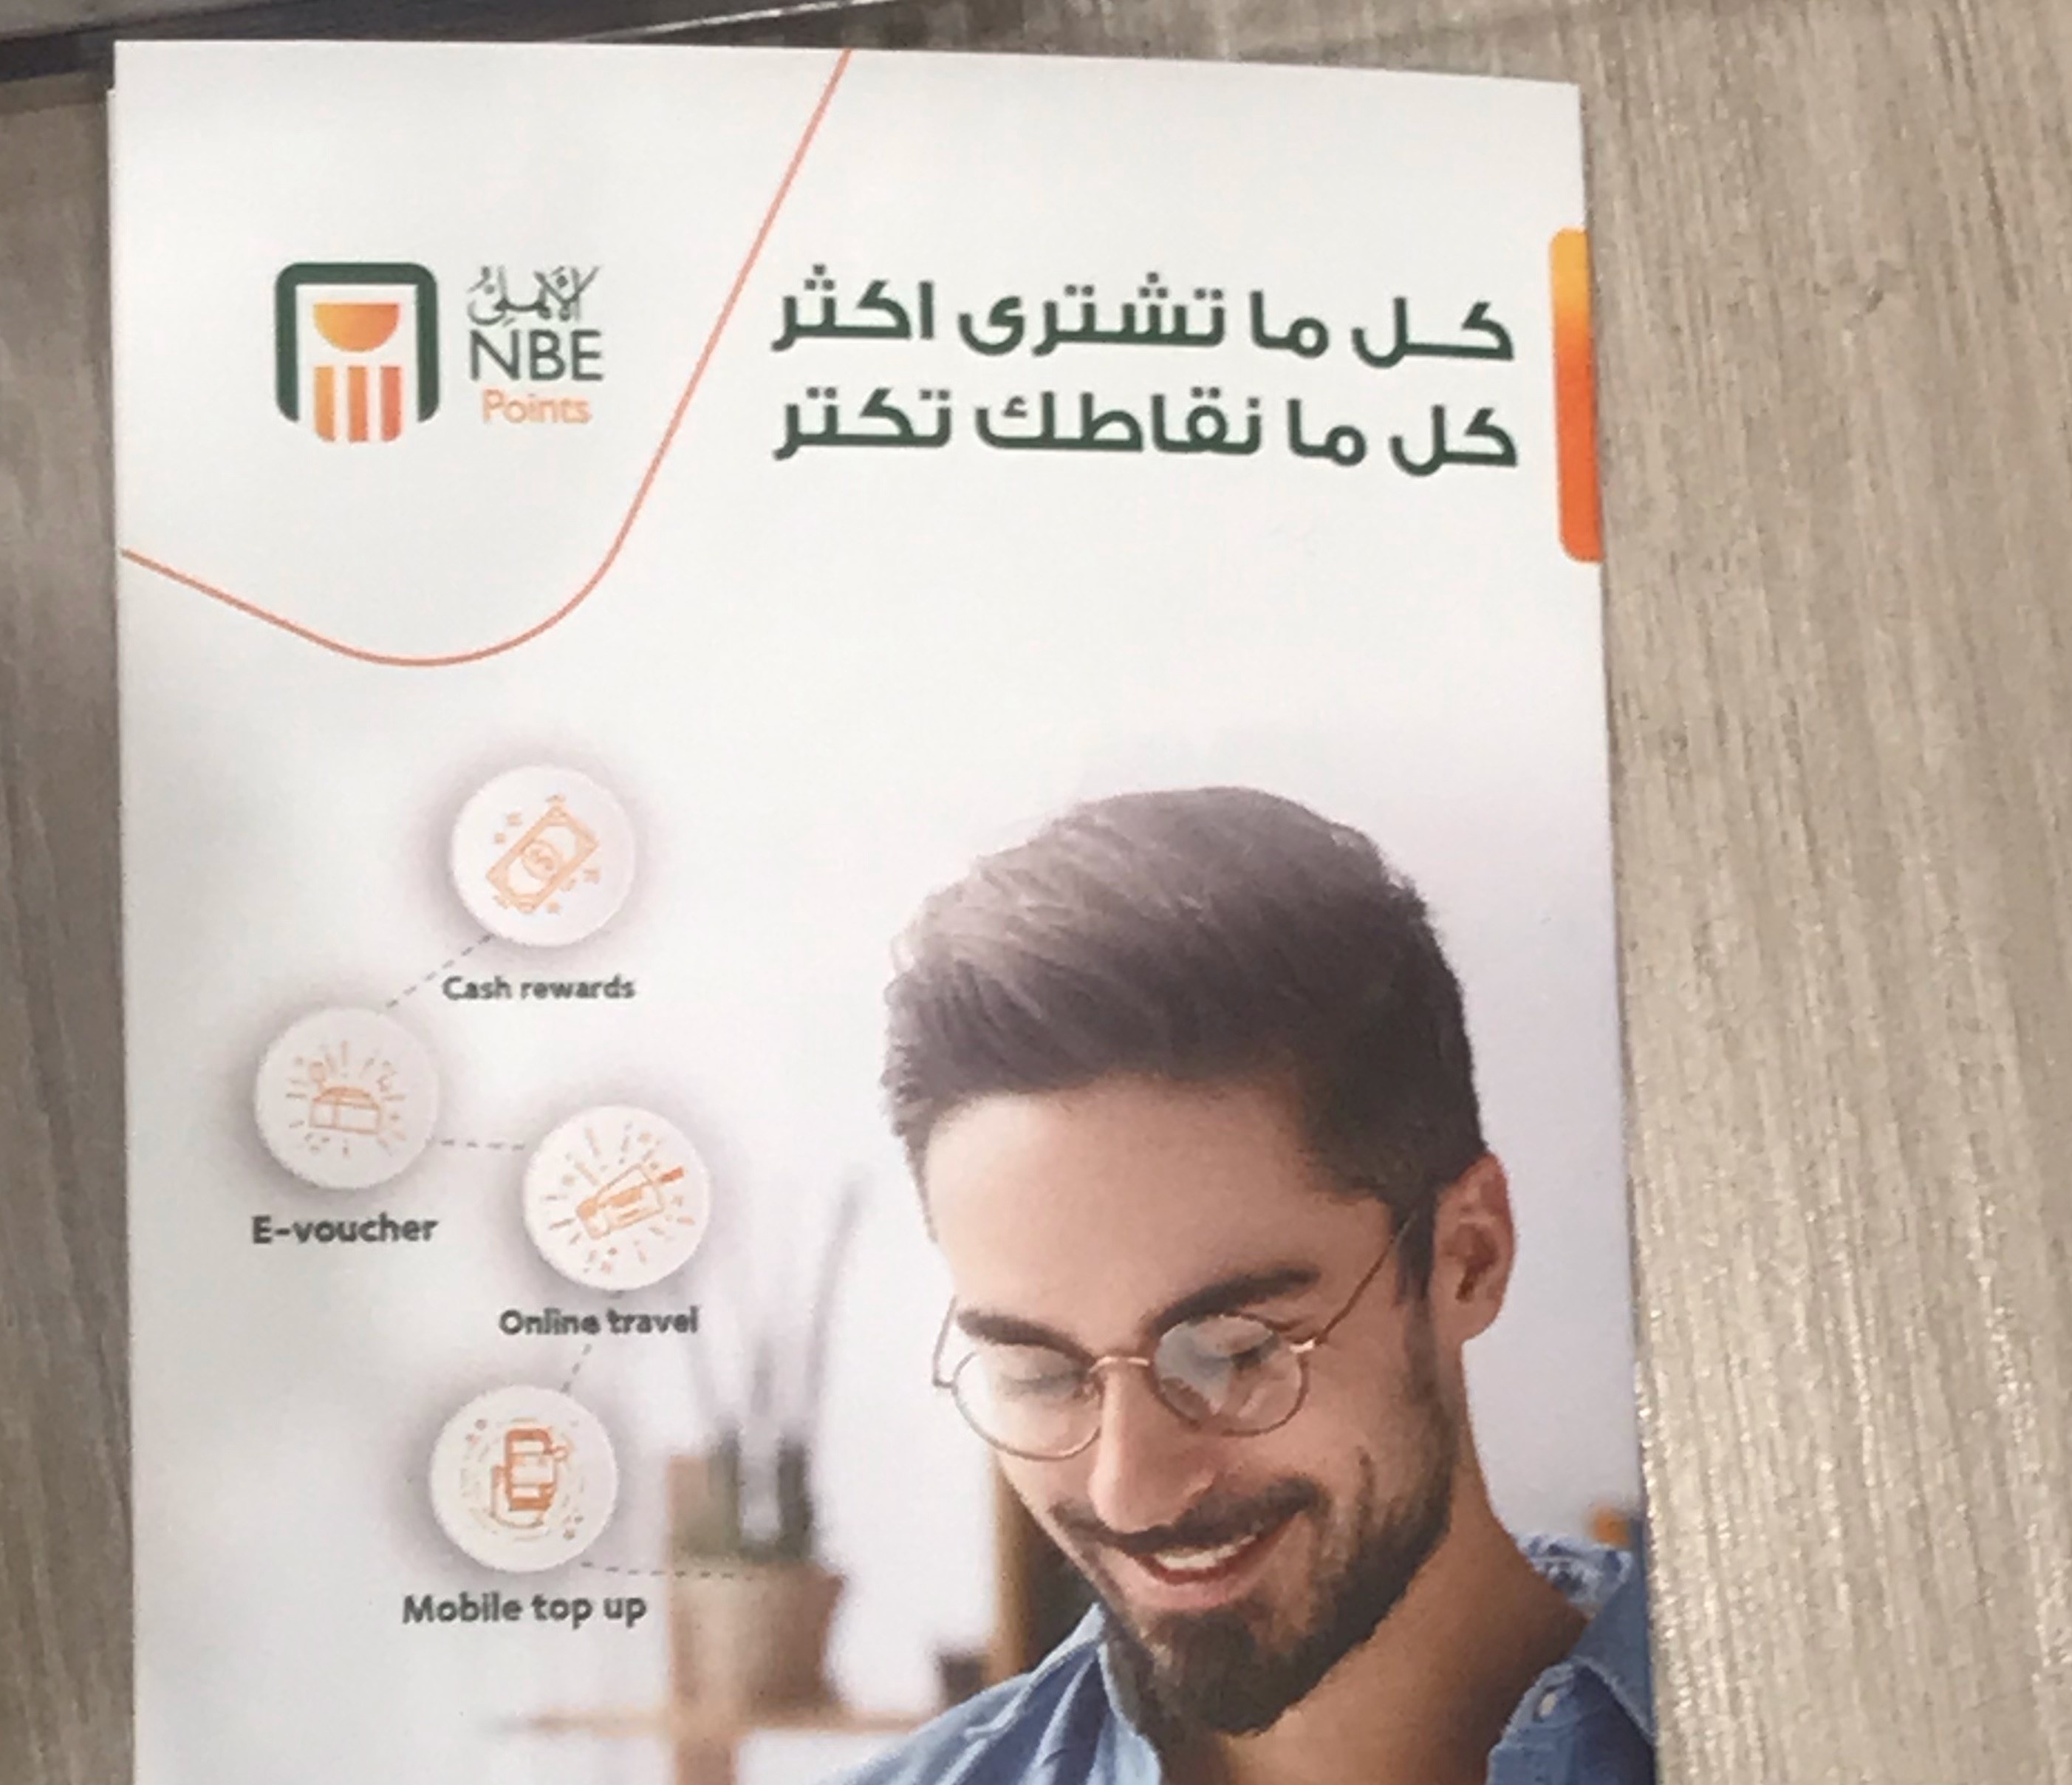 الأهلي
NBE
Points
كل ما تشترى اكثر
كل ما نقاطك تكتر
Cash rewards
E-voucher
Online travel
Mobile top up